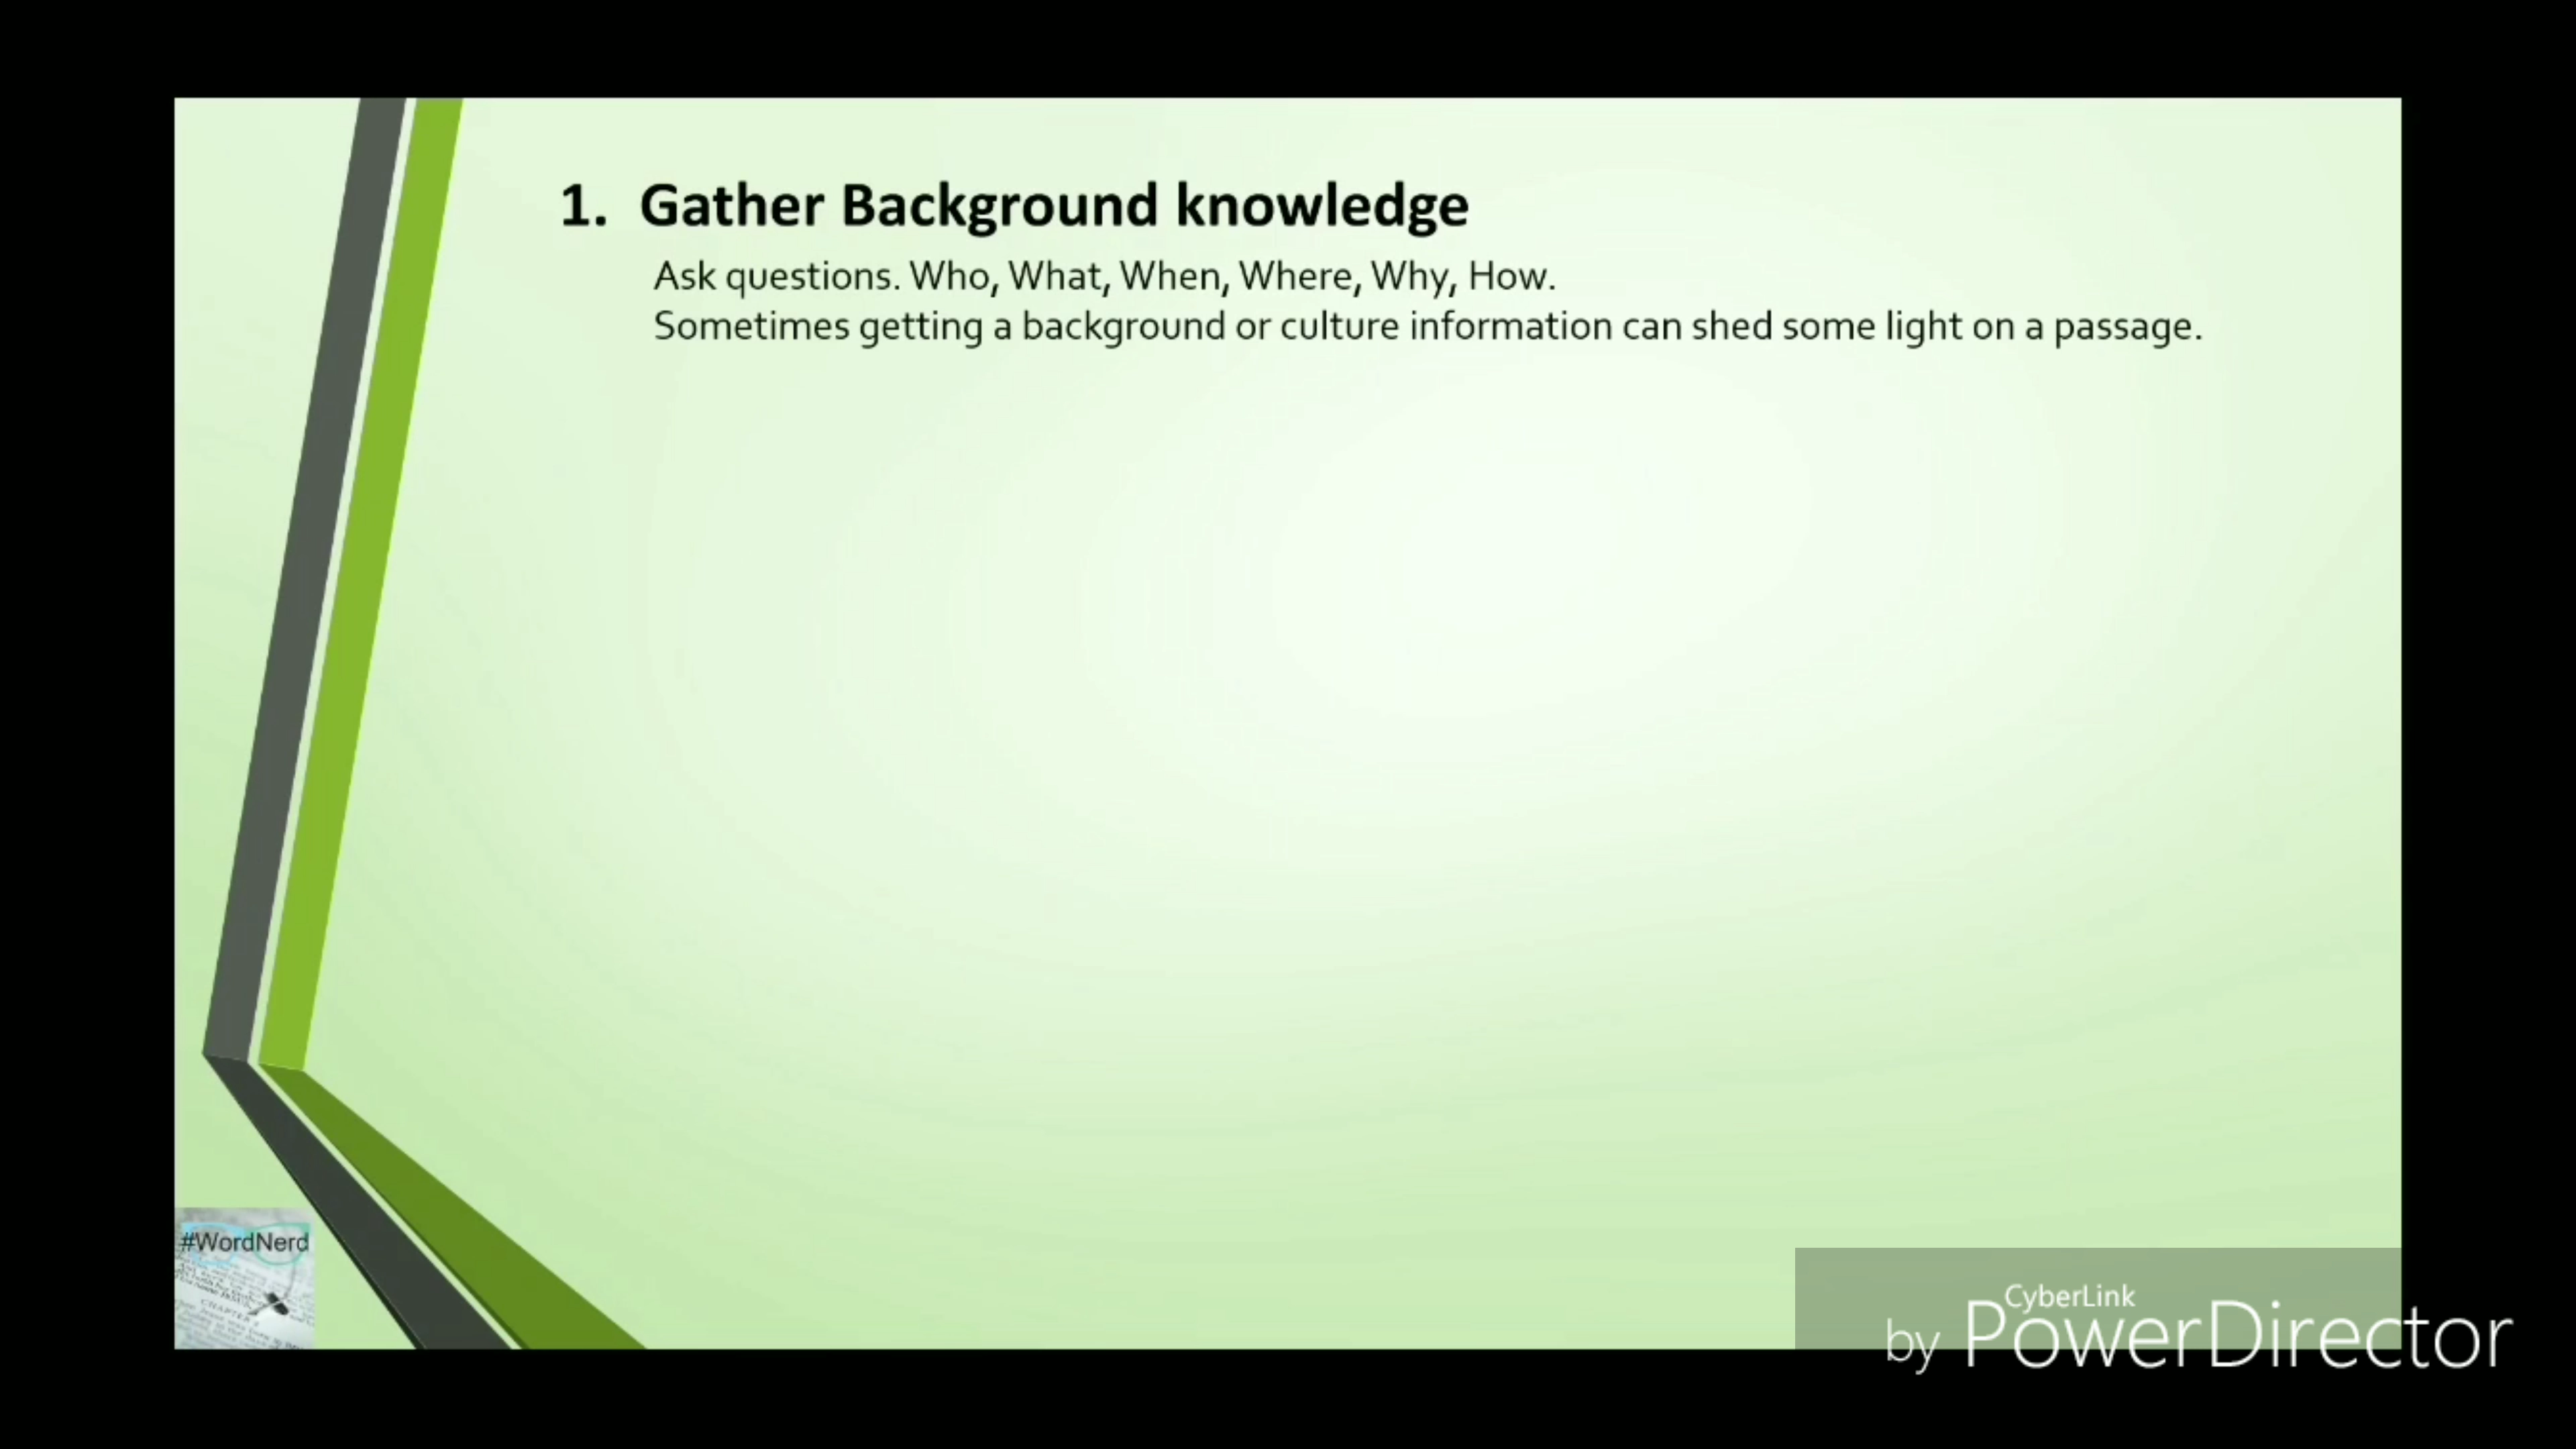 1. Gather Background knowledge
Ask questions. Who, What, When, Where, Why, How.
Sometimes getting a background or culture information can shed some light on a passage.
#WordNerd
CHAPTER
by CyberLink PowerDirector